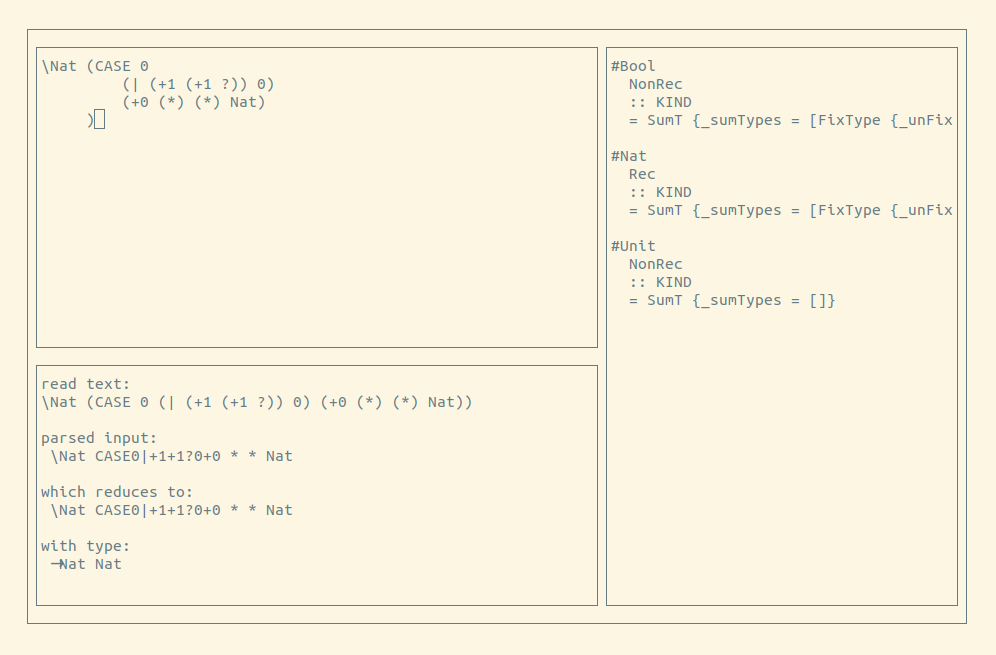 \Nat (CASE 0
(| (+1 (+1 ?)) 0)
(+0 (*) (*) Nat)
)
read text:
\Nat (CASE 0 (| (+1 (+1 ?)) 0) (+0 (*) (*) Nat))
parsed input:
\Nat CASE0|+1+1?0+0 * * Nat
which reduces to:
\Nat CASE0|+1+1?0+0 * * Nat
with type:
→Nat Nat
#Bool
NonRec
:: KIND
= SumT {_sumTypes = [FixType {_unFix
#Nat
Rec
:: KIND
= SumT {_sumTypes = [FixType {_unFix
#Unit
NonRec
:: KIND
= SumT {_sumTypes = []}